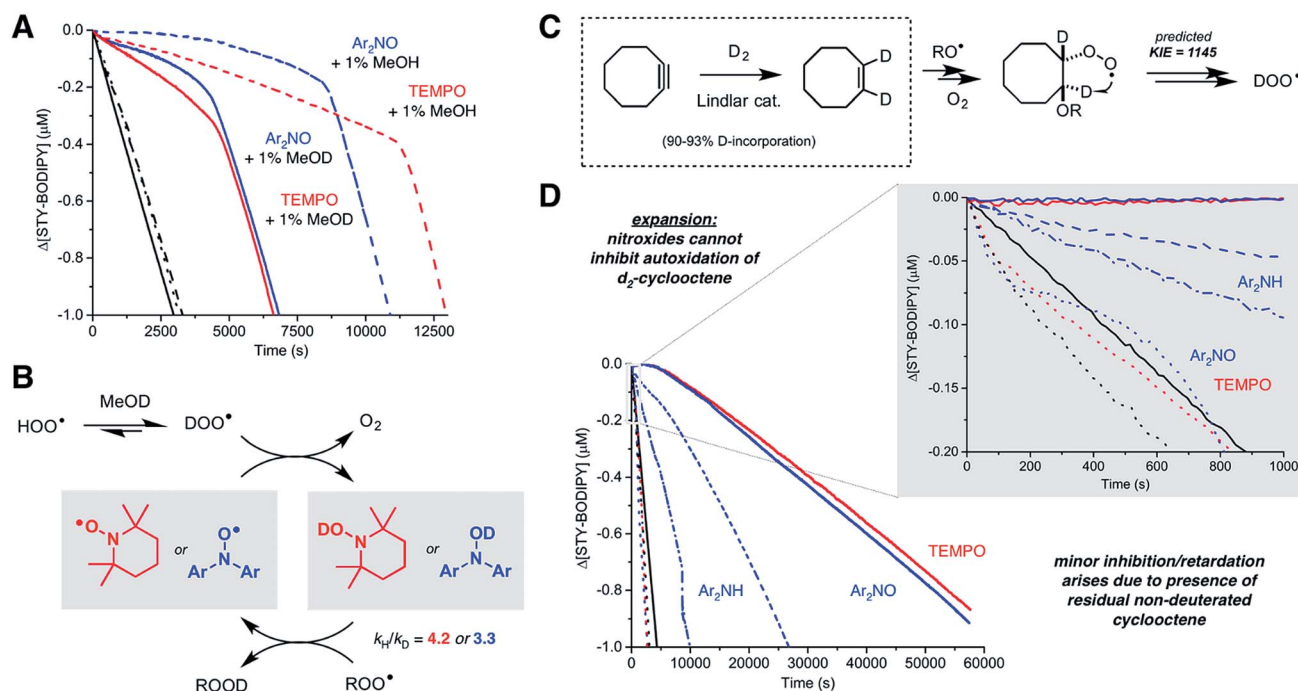 A
Δ[STY-BODIPY] (μM)
0.0
-0.2
-0.4
-0.6
-0.8
-1.0
0
2500
5000
7500
10000
12500
Time (s)
Ar2NO
+ 1% MeOH
TEMPO
+ 1% MeOH
Ar2NO
+ 1% MeOD
TEMPO
+ 1% MeOD
B
HOO•
MeOD
DOO•
O2
•O
N
or
O•
N
Ar
Ar
DO
N
or
OD
N
Ar
Ar
kH/kD = 4.2 or 3.3
ROOD
ROO•
C
D2
Lindlar cat.
D
D
(90-93% D-incorporation)
RO•
O2
D
O
O•
D
OR
predicted
KIE = 1145
DOO•
D
expansion:
nitroxides cannot
inhibit autoxidation of
d2-cyclooctene
Δ[STY-BODIPY] (μM)
0.00
-0.05
-0.10
-0.15
-0.20
0
200
400
600
800
1000
Time (s)
Ar2NH
Ar2NO
TEMPO
Δ[STY-BODIPY] (μM)
0.0
-0.2
-0.4
-0.6
-0.8
-1.0
0
10000
20000
30000
40000
50000
60000
Time (s)
Ar2NH
Ar2NO
TEMPO
minor inhibition/retardation
arises due to presence of
residual non-deuterated
cyclooctene